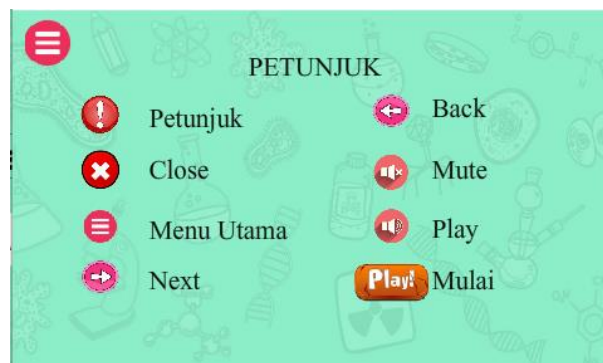 PETUNJUK
Petunjuk
Close
Menu Utama
Next
Back
Mute
Play
Play! Mulai